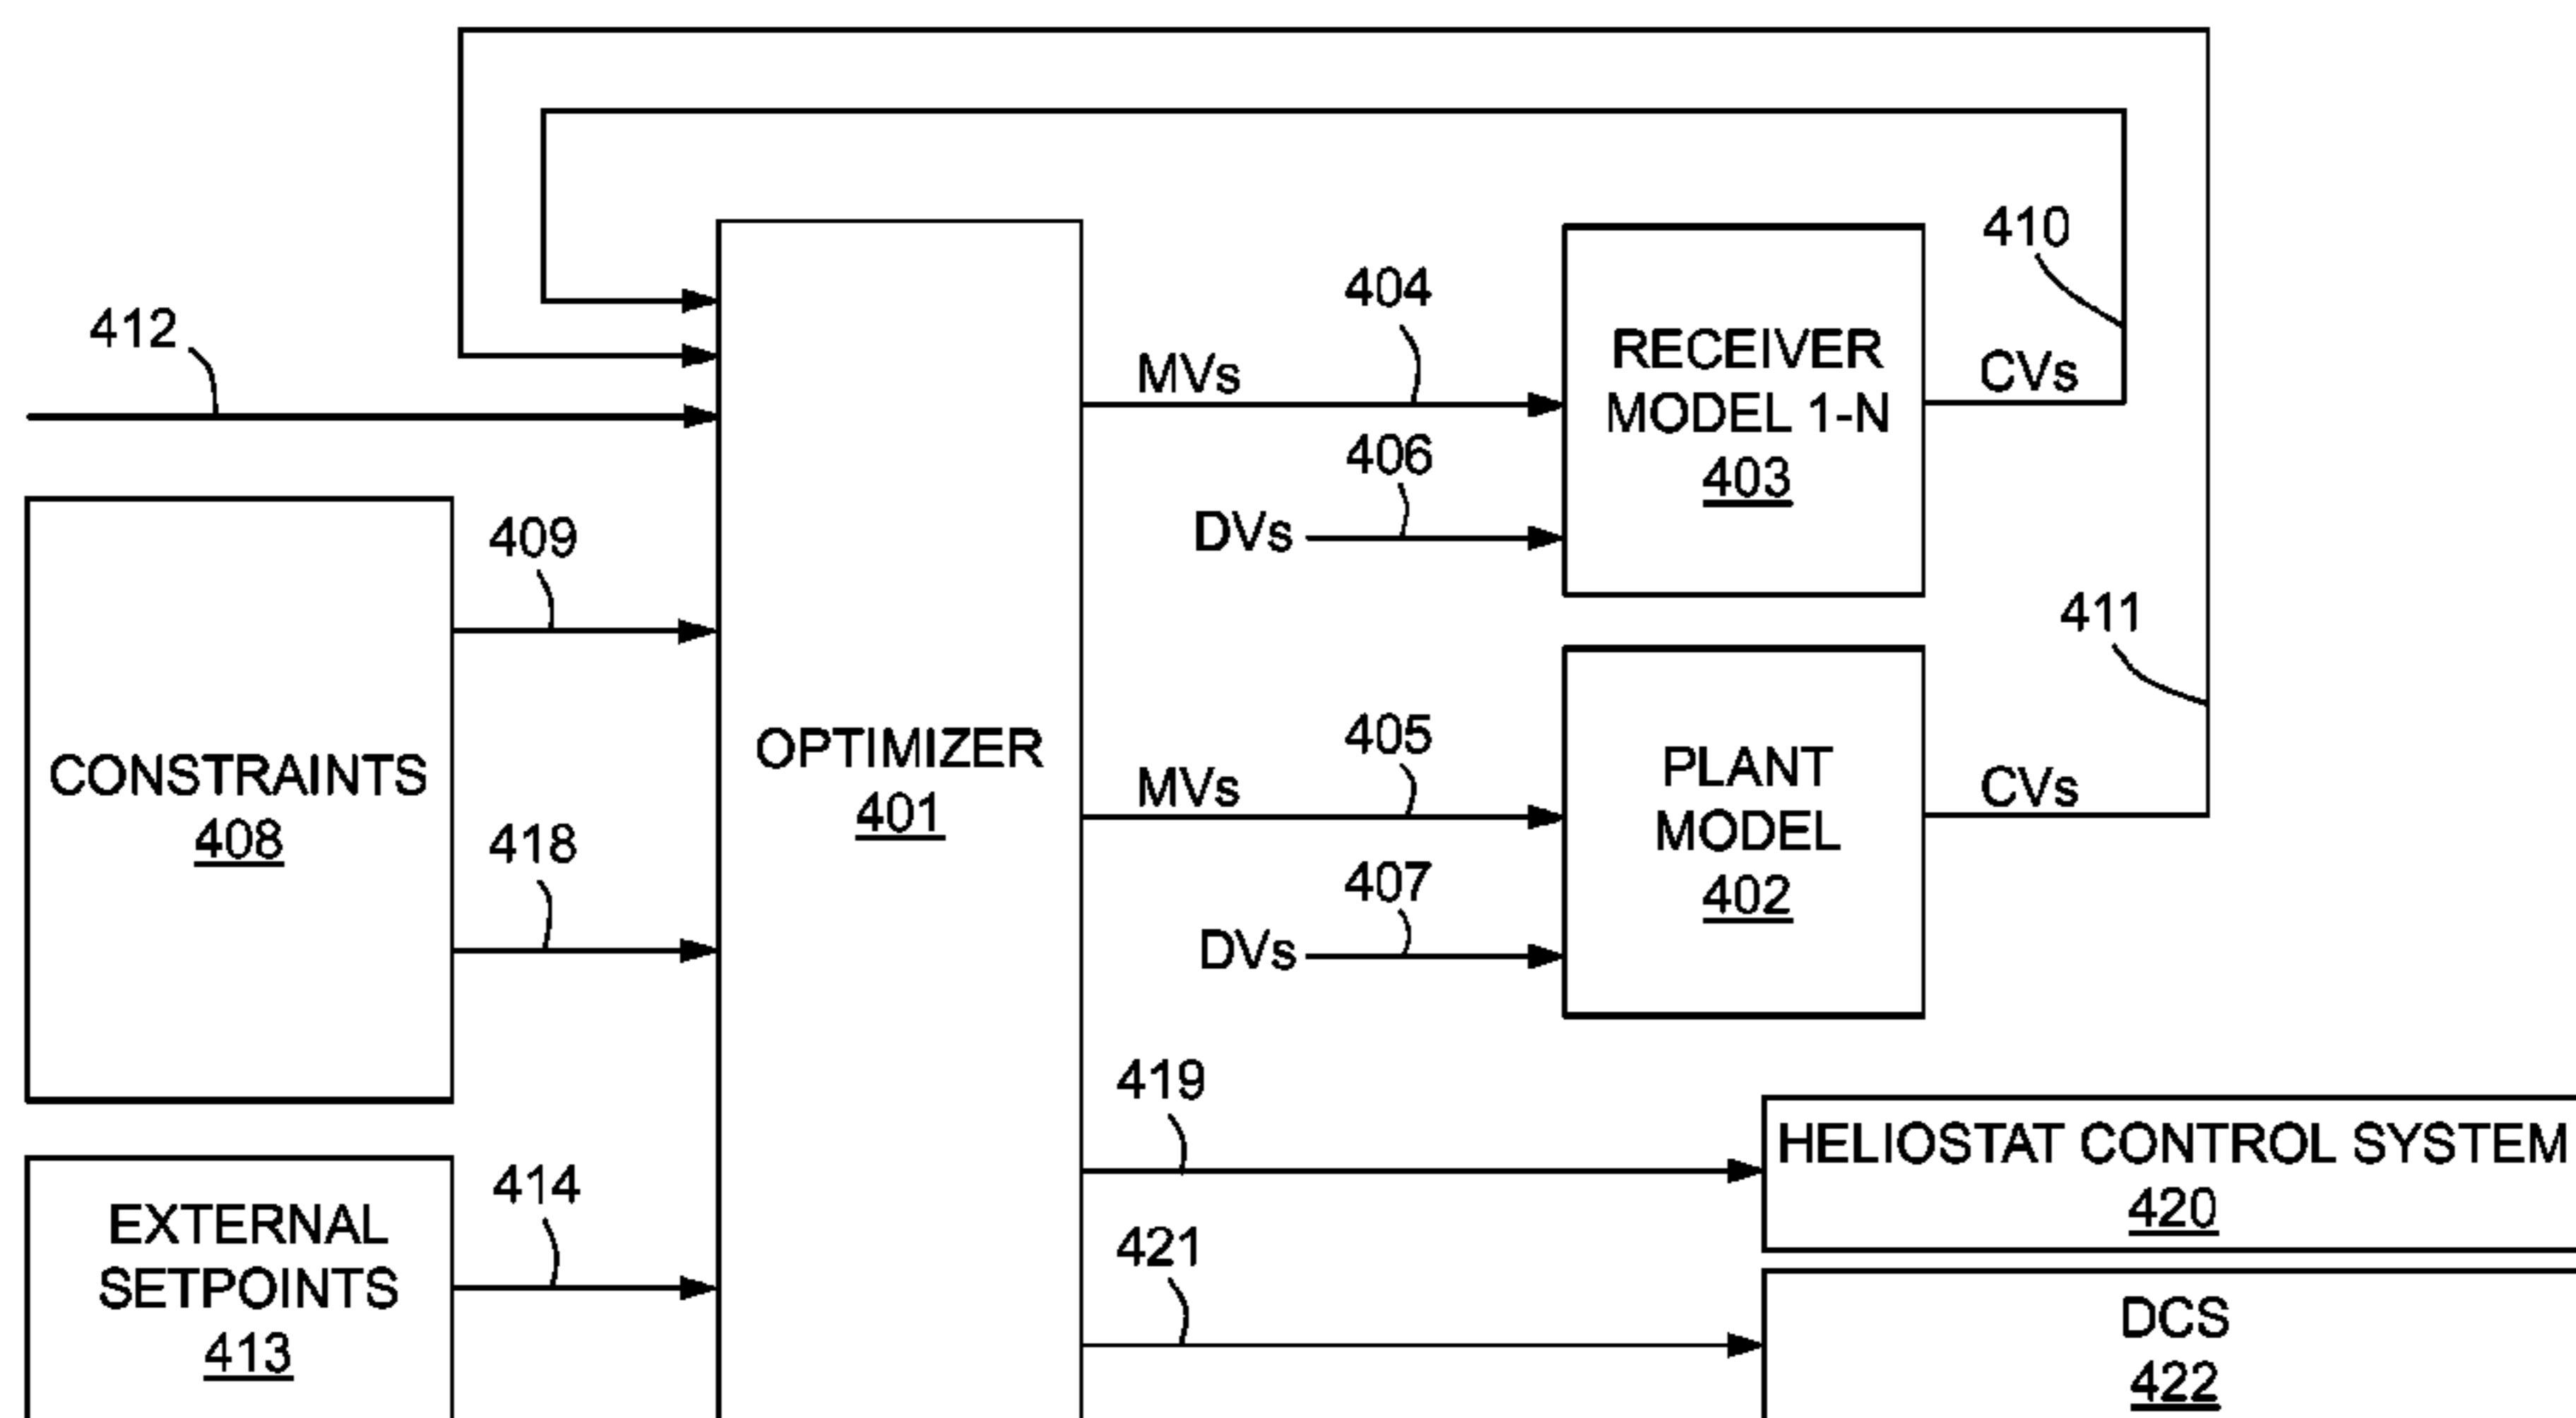 410
412
404
MVs
RECEIVER
MODEL 1-N
403
CVs
406
DVs
409
411
CONSTRAINTS
408
418
OPTIMIZER
401
405
MVs
PLANT
MODEL
402
CVs
407
DVs
419
HELIOSTAT CONTROL SYSTEM
420
EXTERNAL
SETPOINTS
413
414
421
DCS
422